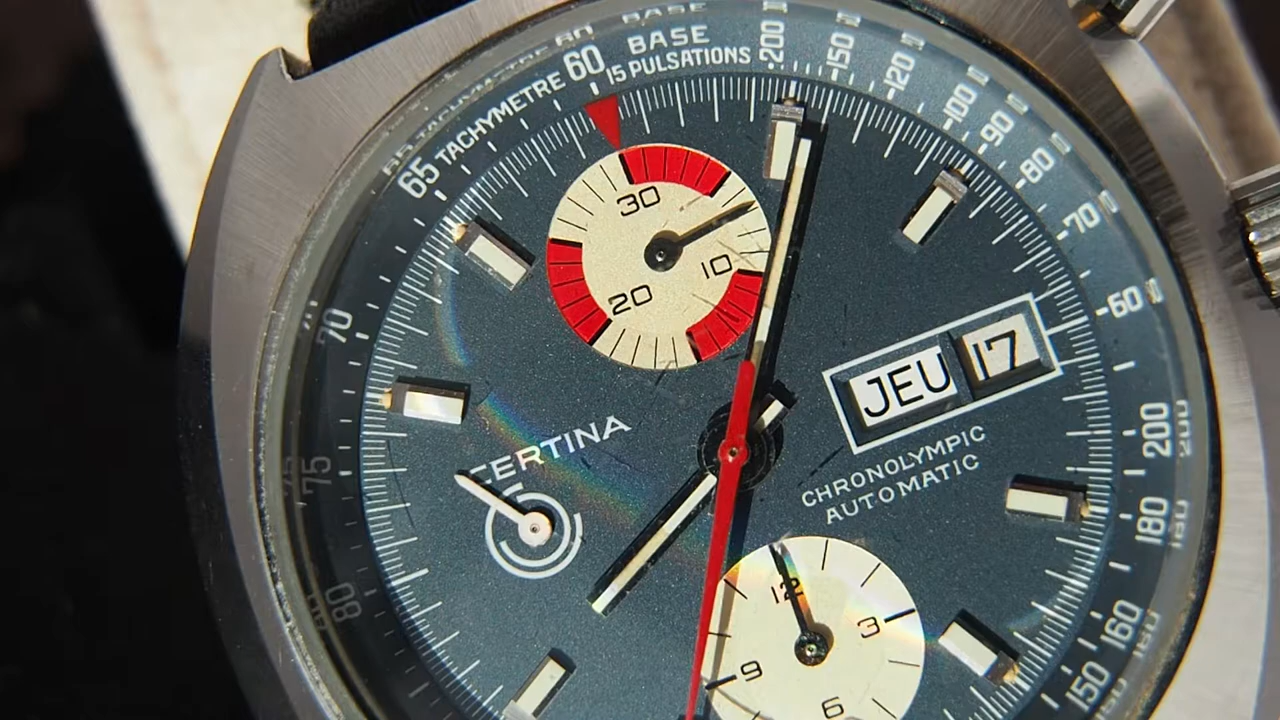 BASE
65 TACHYMETRE 60 15 PULSATIONS 200 150 120 100 90 80 70 60
200
180
160
150
70
75
80
30
10
20
JEU 17
CERTINA
CHRONOLYMPIC
AUTOMATIC
12
3
9
6